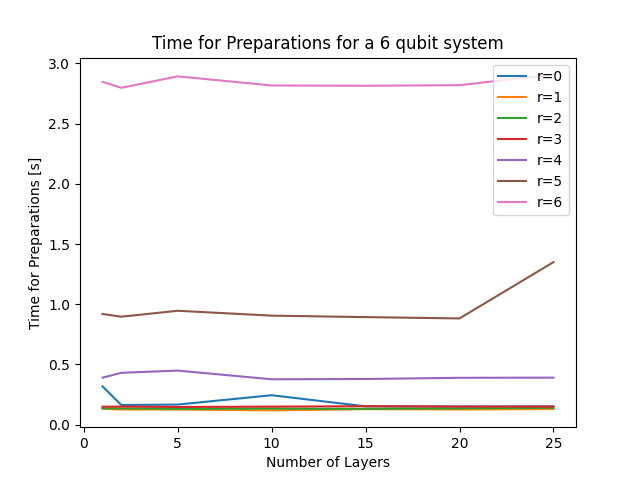 Time for Preparations for a 6 qubit system
Time for Preparations [s]
3.0
2.5
2.0
1.5
1.0
0.5
0.0
r=0
r=1
r=2
r=3
r=4
r=5
r=6
0 5 10 15 20 25
Number of Layers